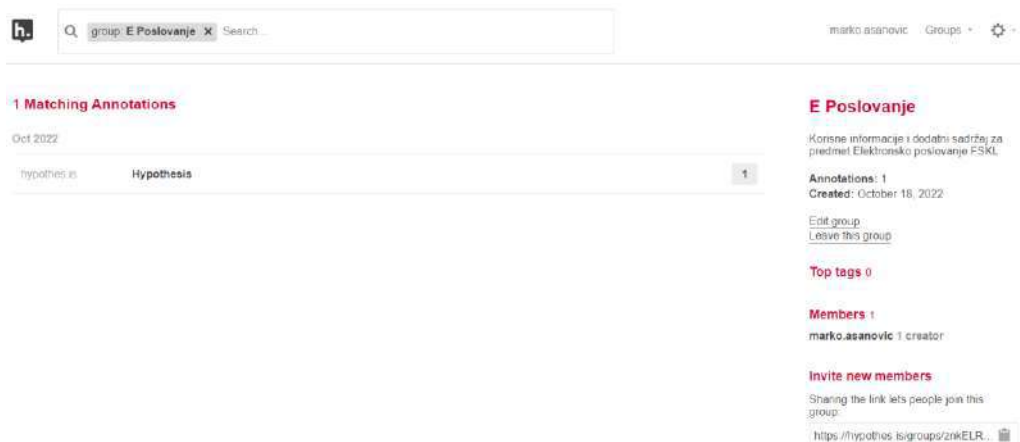 h.
group: E Poslovanje X Search...
marko.asanovic Groups
1 Matching Annotations
Oct 2022
hypothes.is Hypothesis 1
E Poslovanje
Korisne informacije i dodatni sadržaj za
predmet Elektronsko poslovanje FSKL
Annotations: 1
Created: October 18, 2022
Edit group
Leave this group
Top tags 0
Members 1
marko.asanovic 1 creator
Invite new members
Sharing the link lets people join this
group:
https://hypothes.is/groups/znkELR...